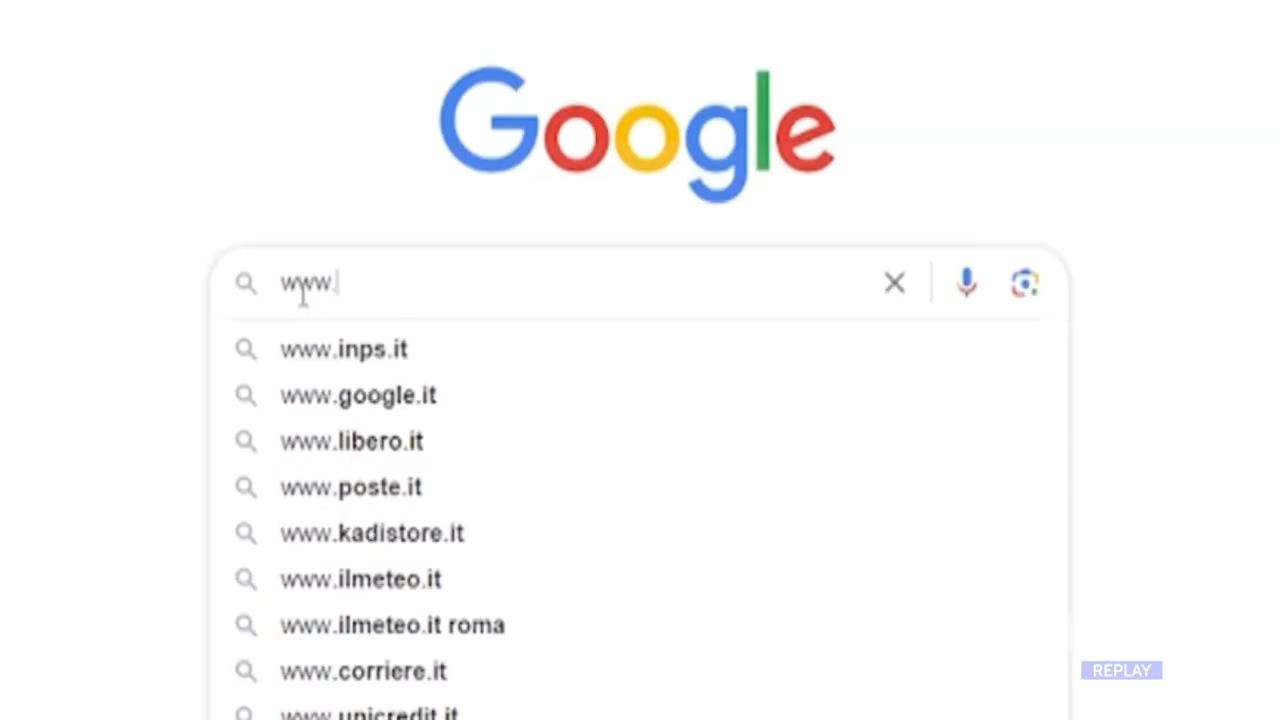 Google
www.
www.inps.it
www.google.it
www.libero.it
www.poste.it
www.kadistore.it
www.ilmeteo.it
www.ilmeteo.it roma
www.corriere.it
REPLAY
www.unicredit.it